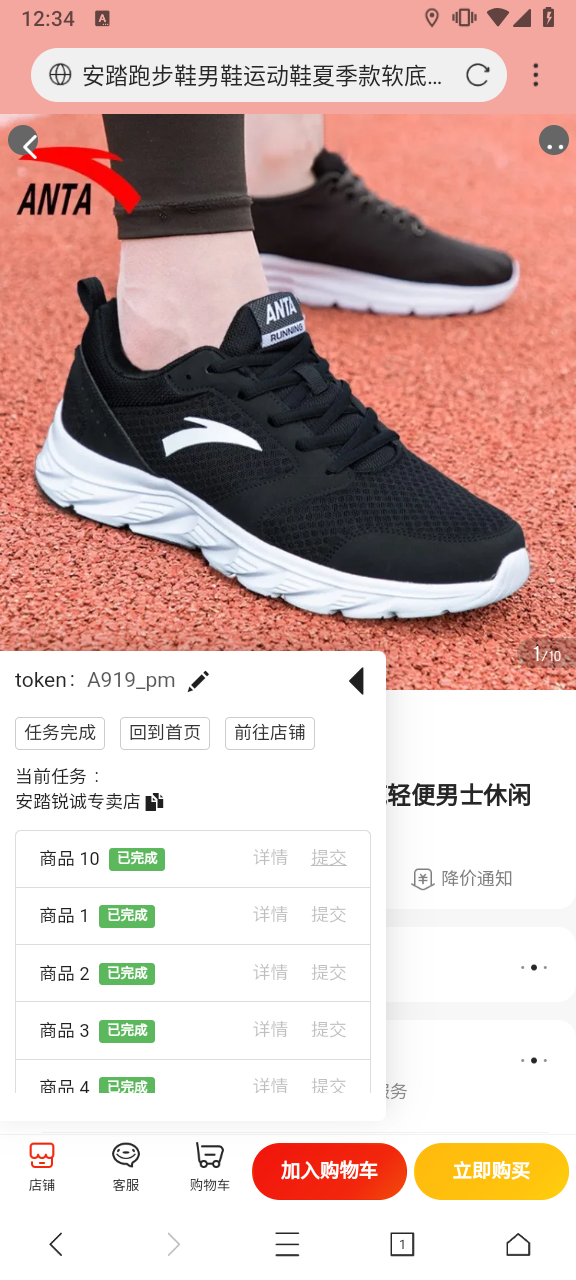 12:34 A
安踏跑步鞋男鞋运动鞋夏季款软底...
ANTA
ANTA
RUNNING
1/10
token： A919_pm
任务完成 回到首页 前往店铺
当前任务：
安踏锐诚专卖店
轻便男士休闲
商品 10 已完成 详情 提交
降价通知
商品 1 已完成 详情 提交
商品 2 已完成 详情 提交
商品 3 已完成 详情 提交
商品 4 已完成 详情 提交
服务
店铺 客服 购物车 加入购物车 立即购买
1